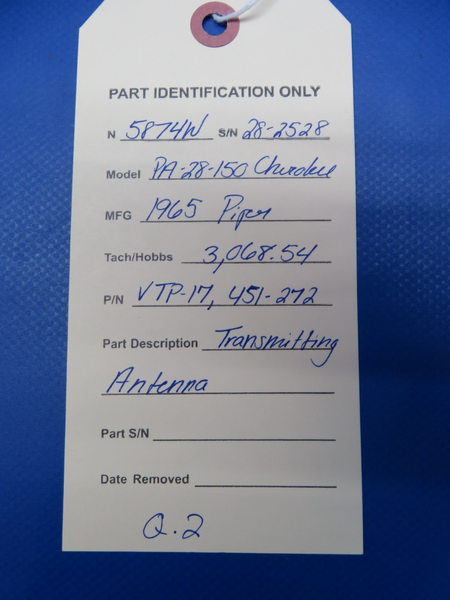 PART IDENTIFICATION ONLY
N 5874W S/N 28-2528
Model PA-28-150 Cherokee
MFG 1965 Piper
Tach/Hobbs 3,068.54
P/N VTP-17, 451-272
Part Description Transmitting
Antenna
Part S/N
Date Removed
Q.2